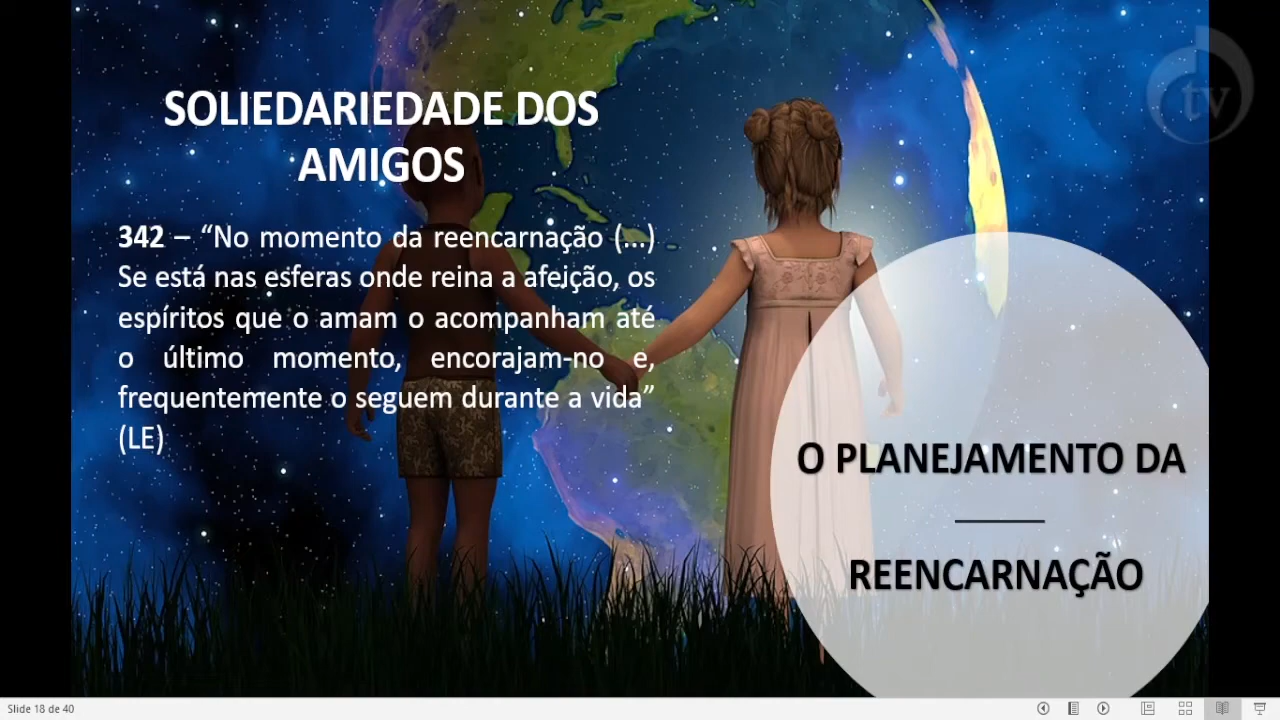 tv
SOLIEDARIEDADE DOS
AMIGOS
342 – “No momento da reencarnação (...)
Se está nas esferas onde reina a afeição, os
espíritos que o amam o acompanham até
o último momento, encorajam-no e,
frequentemente o seguem durante a vida”
(LE)
O PLANEJAMENTO DA
REENCARNAÇÃO
Slide 18 de 40